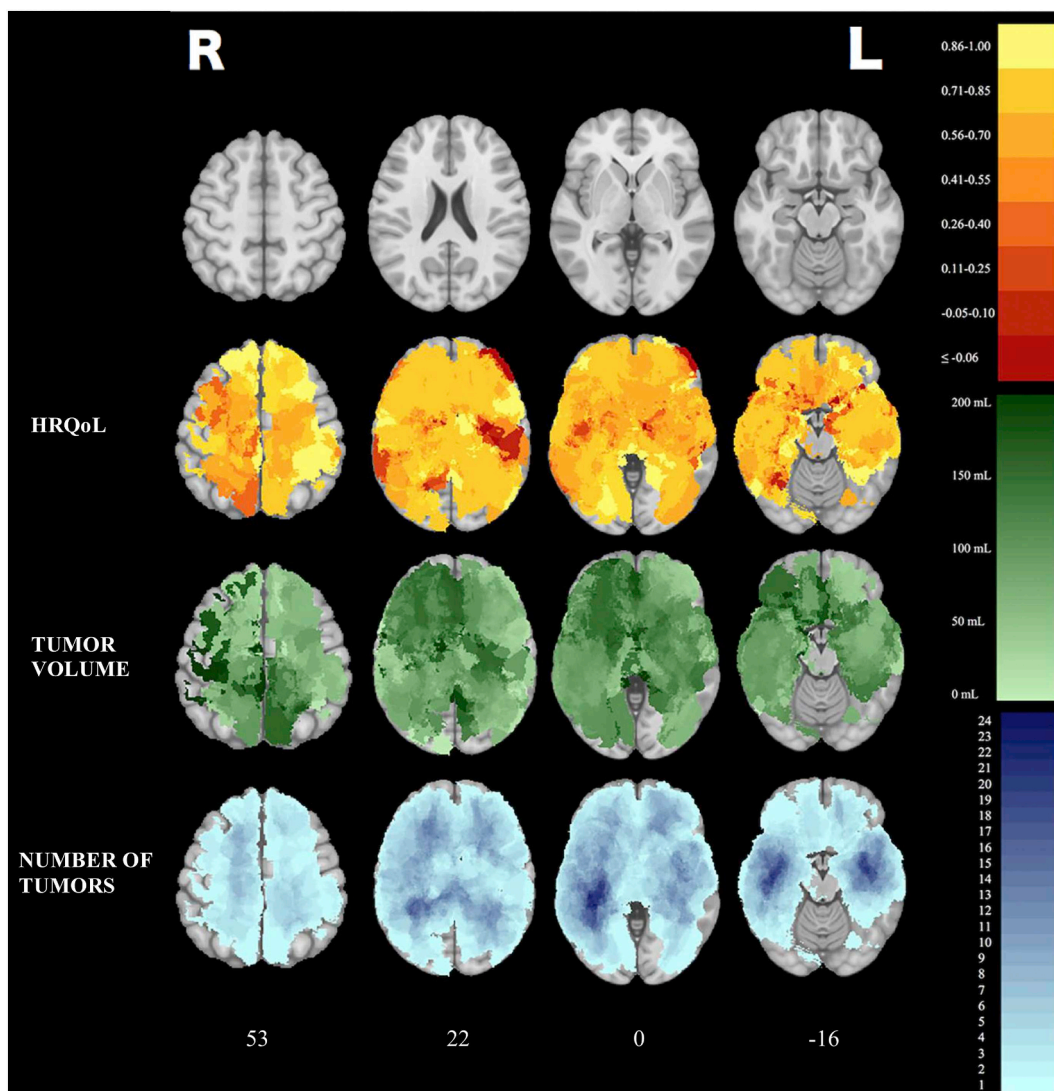 R L
0.86-1.00
0.71-0.85
0.56-0.70
0.41-0.55
0.26-0.40
0.11-0.25
-0.05-0.10
≤ -0.06
HRQoL
200 mL
150 mL
100 mL
50 mL
0 mL
TUMOR
VOLUME
24
23
22
21
20
19
18
17
16
15
14
13
12
11
10
9
8
7
6
5
4
3
2
1
NUMBER OF
TUMORS
53 22 0 -16